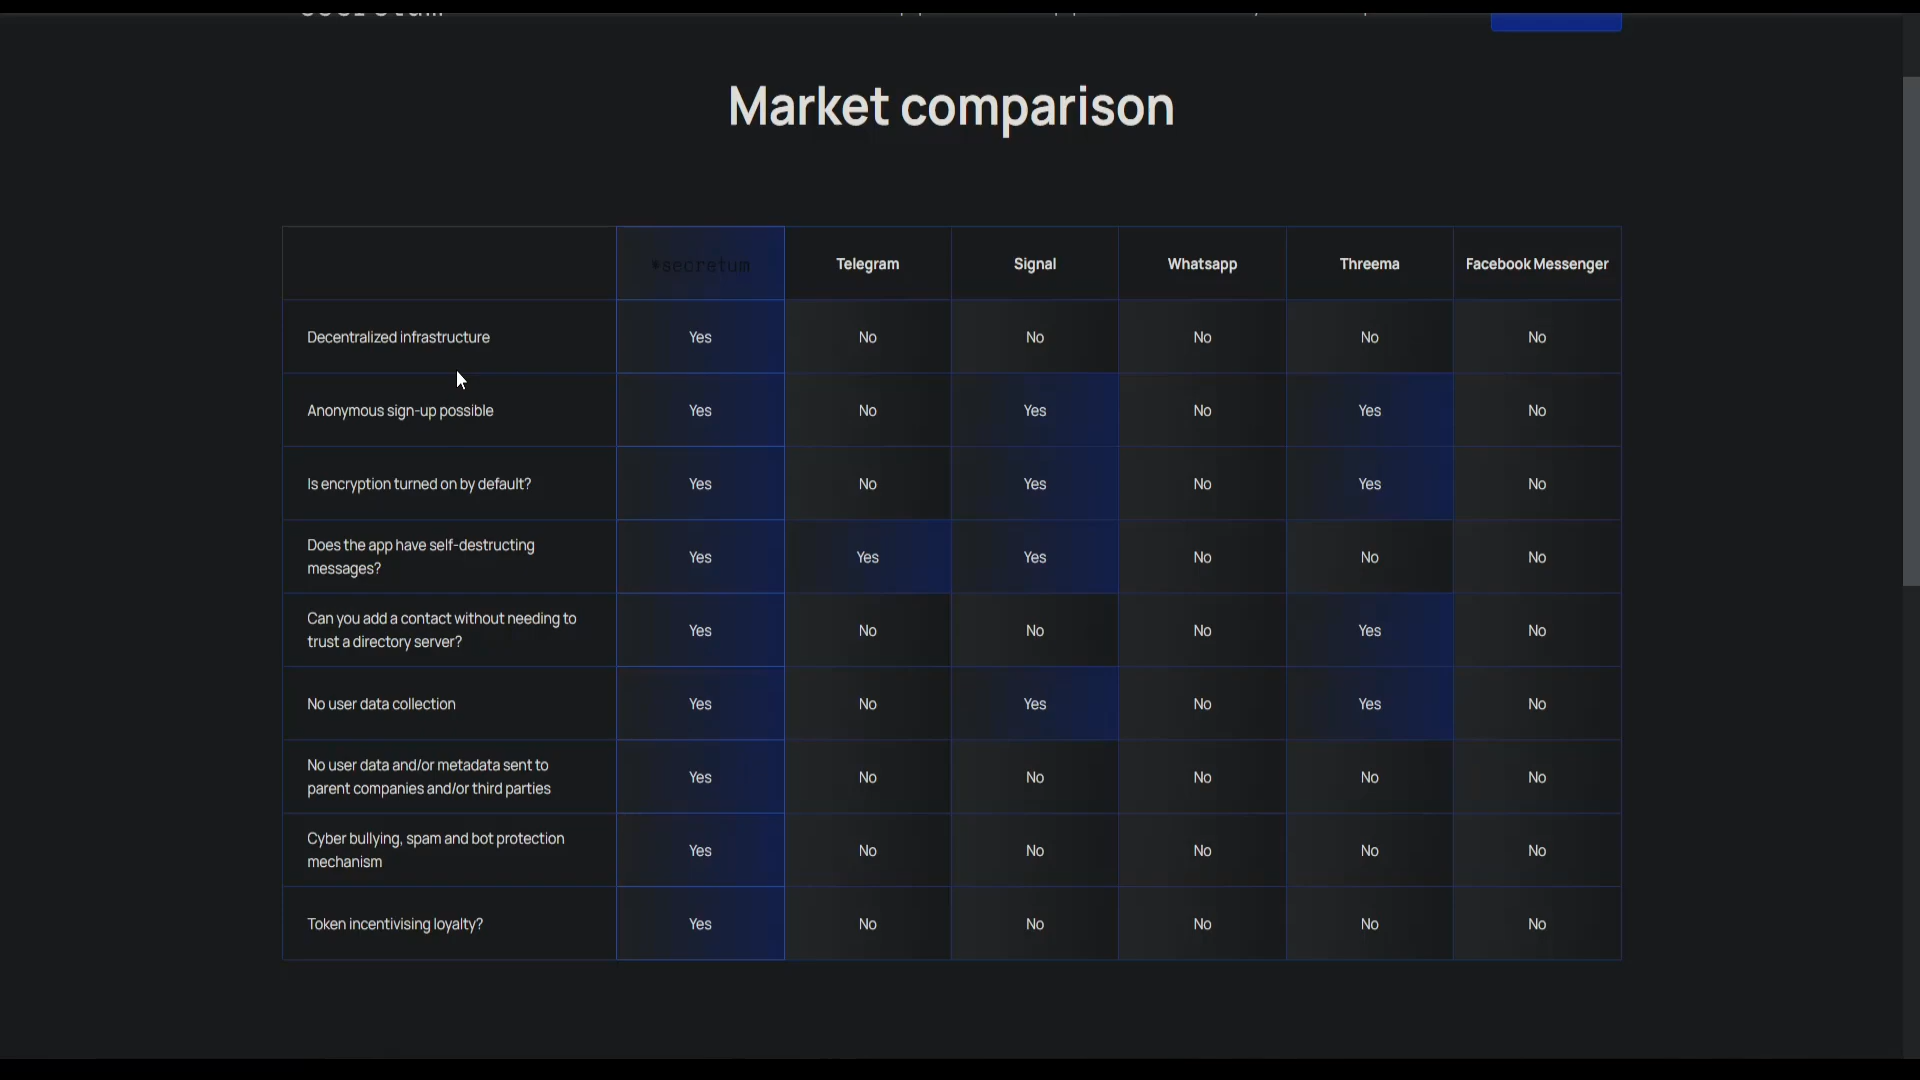 Market comparison
*secretum Telegram Signal Whatsapp Threema Facebook Messenger
Decentralized infrastructure Yes No No No No No
Anonymous sign-up possible Yes No Yes No Yes No
Is encryption turned on by default? Yes No Yes No Yes No
Does the app have self-destructing
messages? Yes Yes Yes No No No
Can you add a contact without needing to
trust a directory server? Yes No No No Yes No
No user data collection Yes No Yes No Yes No
No user data and/or metadata sent to
parent companies and/or third parties Yes No No No No No
Cyber bullying, spam and bot protection
mechanism Yes No No No No No
Token incentivising loyalty? Yes No No No No No